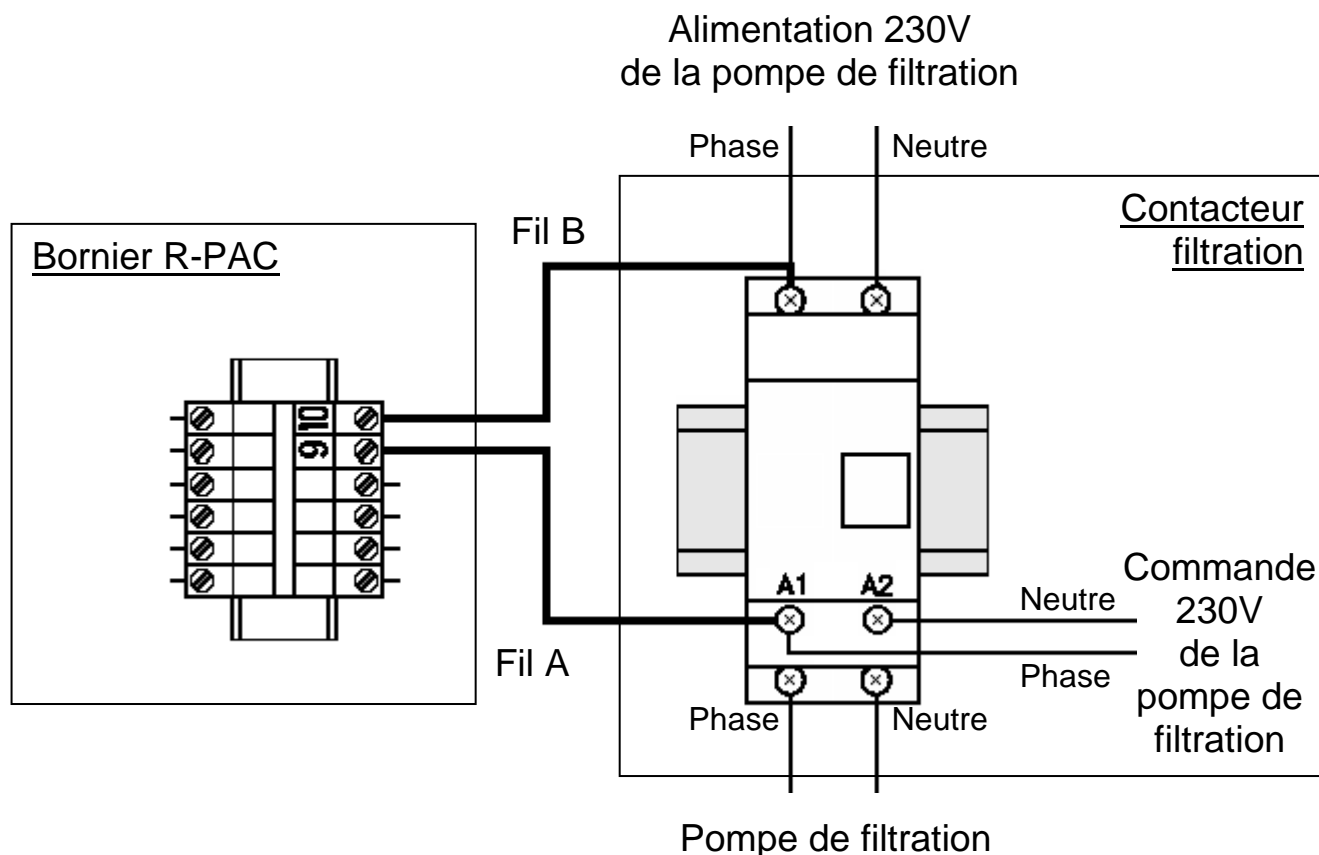 Alimentation 230V
de la pompe de filtration
Phase
Neutre
Contacteur
filtration
Fil B
Bornier R-PAC
10
9
A1
A2
Commande
230V
de la
pompe de
filtration
Neutre
Phase
Fil A
Phase
Neutre
Pompe de filtration